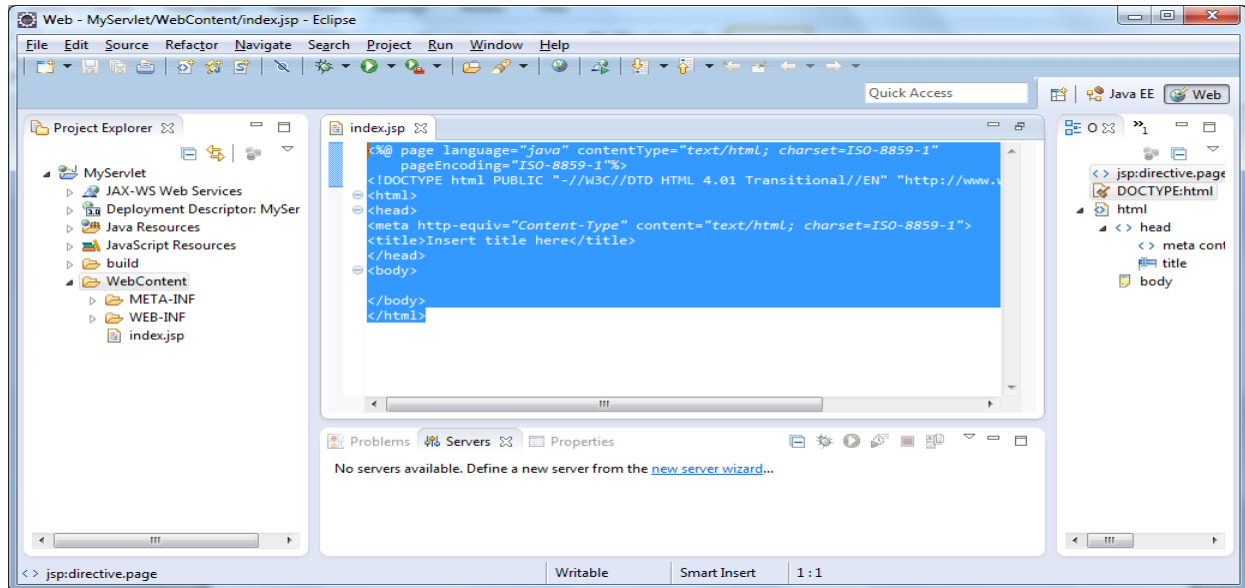 Web - MyServlet/WebContent/index.jsp - Eclipse
File Edit Source Refactor Navigate Search Project Run Window Help
Quick Access
Java EE
Web
Project Explorer
MyServlet
JAX-WS Web Services
Deployment Descriptor: MySer
Java Resources
JavaScript Resources
build
WebContent
META-INF
WEB-INF
index.jsp
index.jsp
<%@ page language="java" contentType="text/html; charset=ISO-8859-1"
pageEncoding="ISO-8859-1"%>
<!DOCTYPE html PUBLIC "-//W3C//DTD HTML 4.01 Transitional//EN" "http://www.w
<html>
<head>
<meta http-equiv="Content-Type" content="text/html; charset=ISO-8859-1">
<title>Insert title here</title>
</head>
<body>
</body>
</html>
Problems Servers Properties
No servers available. Define a new server from the new server wizard...
O
»1
jsp:directive.page
DOCTYPE:html
html
head
meta cont
title
body
jsp:directive.page
Writable
Smart Insert
1 : 1